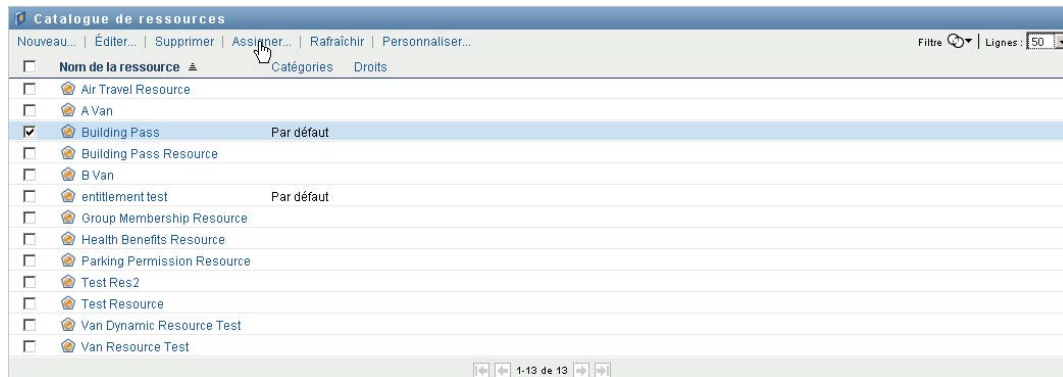 Catalogue de ressources
Nouveau... | Éditer... | Supprimer | Assigner... | Rafraîchir | Personnaliser... Filtre | Lignes : 50
Nom de la ressource Catégories Droits
Air Travel Resource
A Van
Building Pass Par défaut
Building Pass Resource
B Van
entitlement test Par défaut
Group Membership Resource
Health Benefits Resource
Parking Permission Resource
Test Res2
Test Resource
Van Dynamic Resource Test
Van Resource Test
1-13 de 13